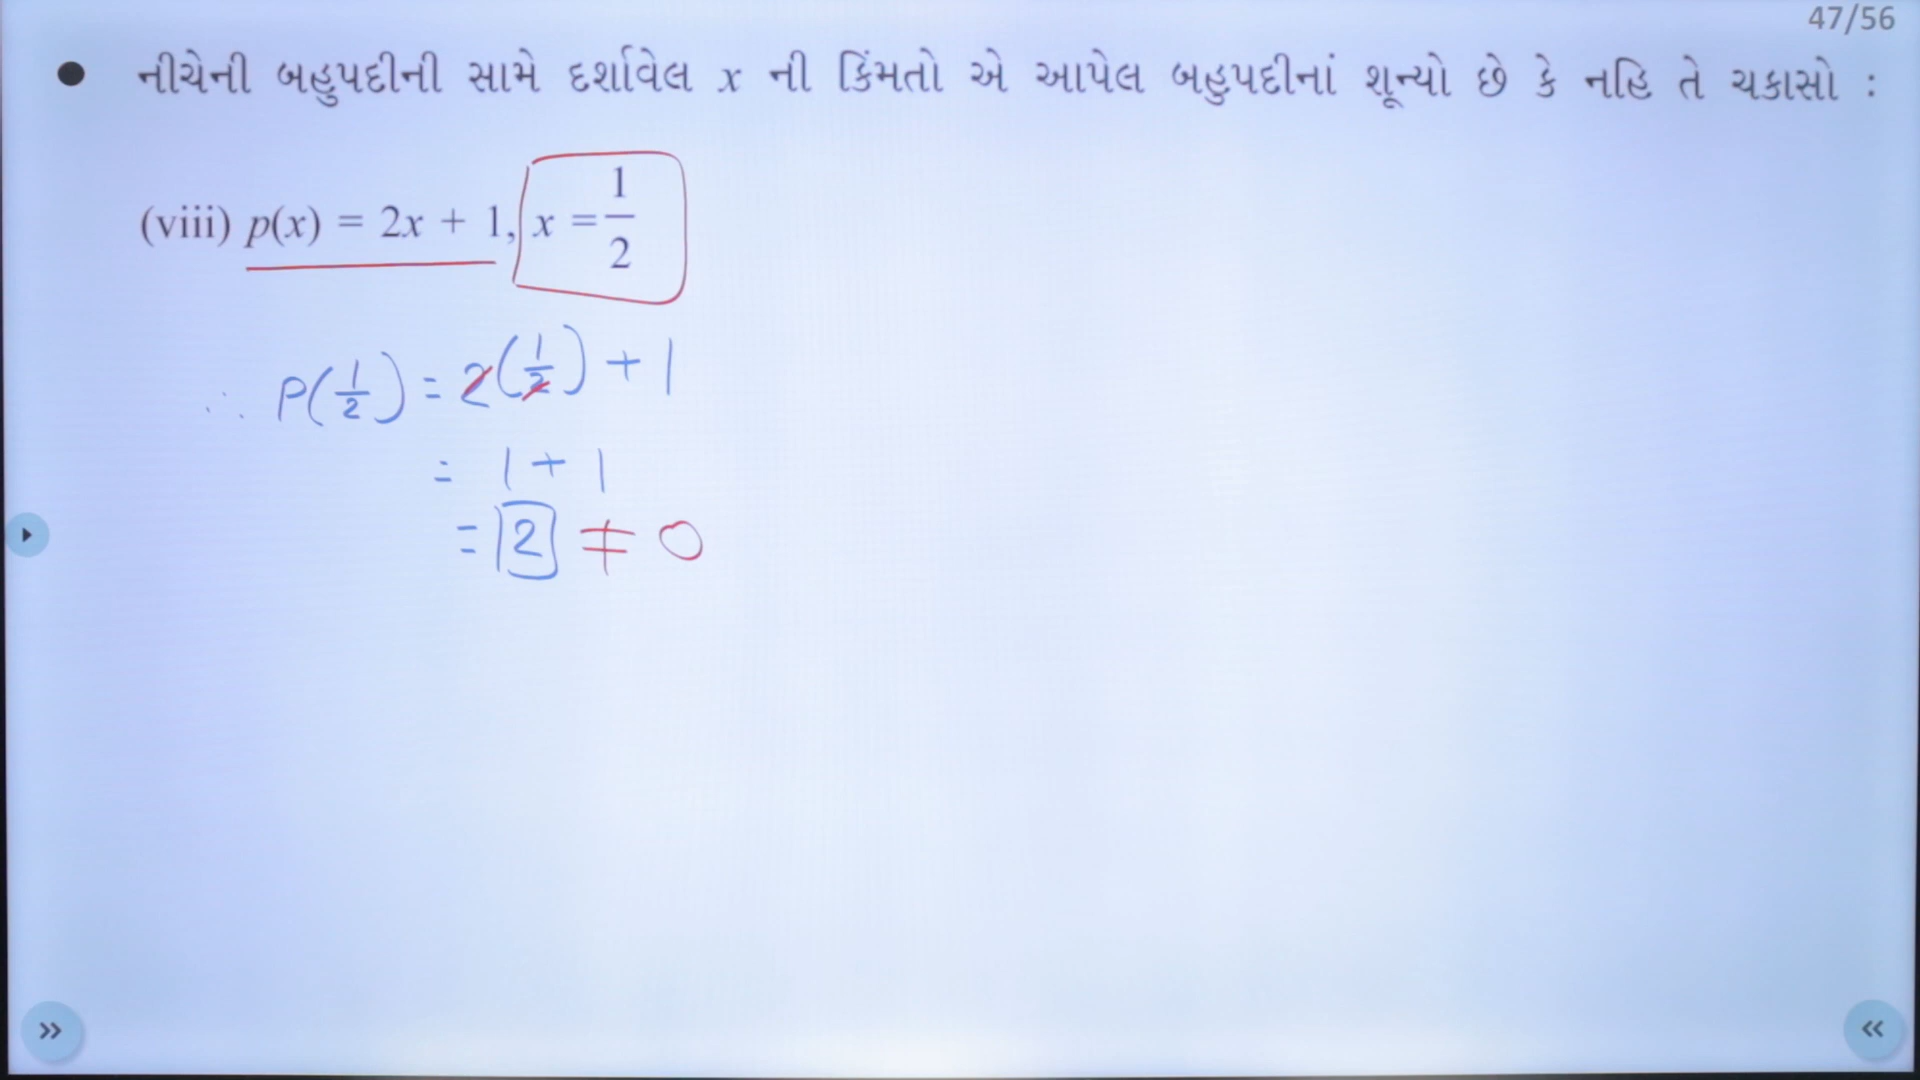 47/56
● નીચેની બહુપદીની સામે દર્શાવેલ x ની કિંમતો એ આપેલ બહુપદીનાં શૂન્યો છે કે નહિ તે ચકાસો :
(viii) p(x) = 2x + 1, x = 1/2
∴ P(1/2) = 2(1/2) + 1
= 1 + 1
= 2 ≠ 0